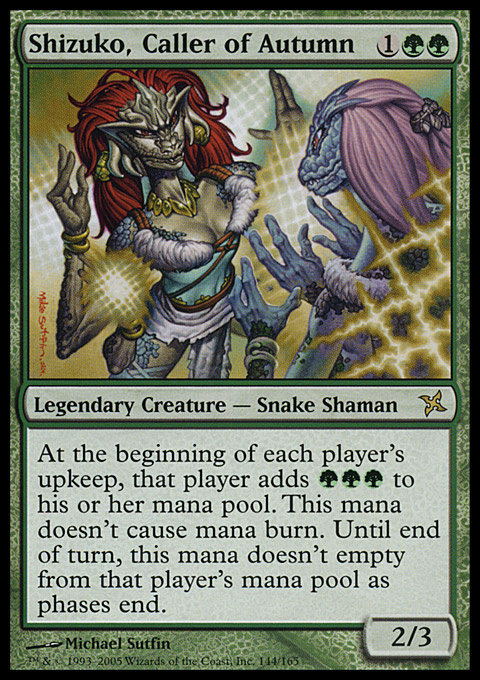 Shizuko, Caller of Autumn 1
Mike Sutfin
Legendary Creature — Snake Shaman
At the beginning of each player's
upkeep, that player adds to
his or her mana pool. This mana
doesn't cause mana burn. Until end
of turn, this mana doesn't empty
from that player's mana pool as
phases end.
Michael Sutfin
2/3
™ & © 1993–2005 Wizards of the Coast, Inc. 144/165